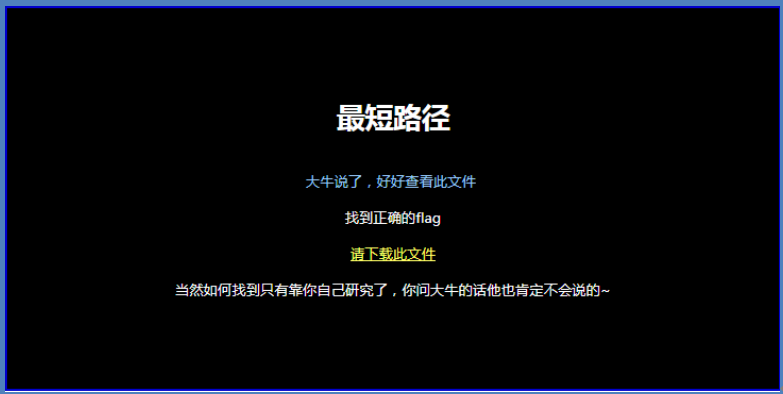 最短路径
大牛说了，好好查看此文件
找到正确的flag
请下载此文件
当然如何找到只有靠你自己研究了，你问大牛的话他也肯定不会说的~